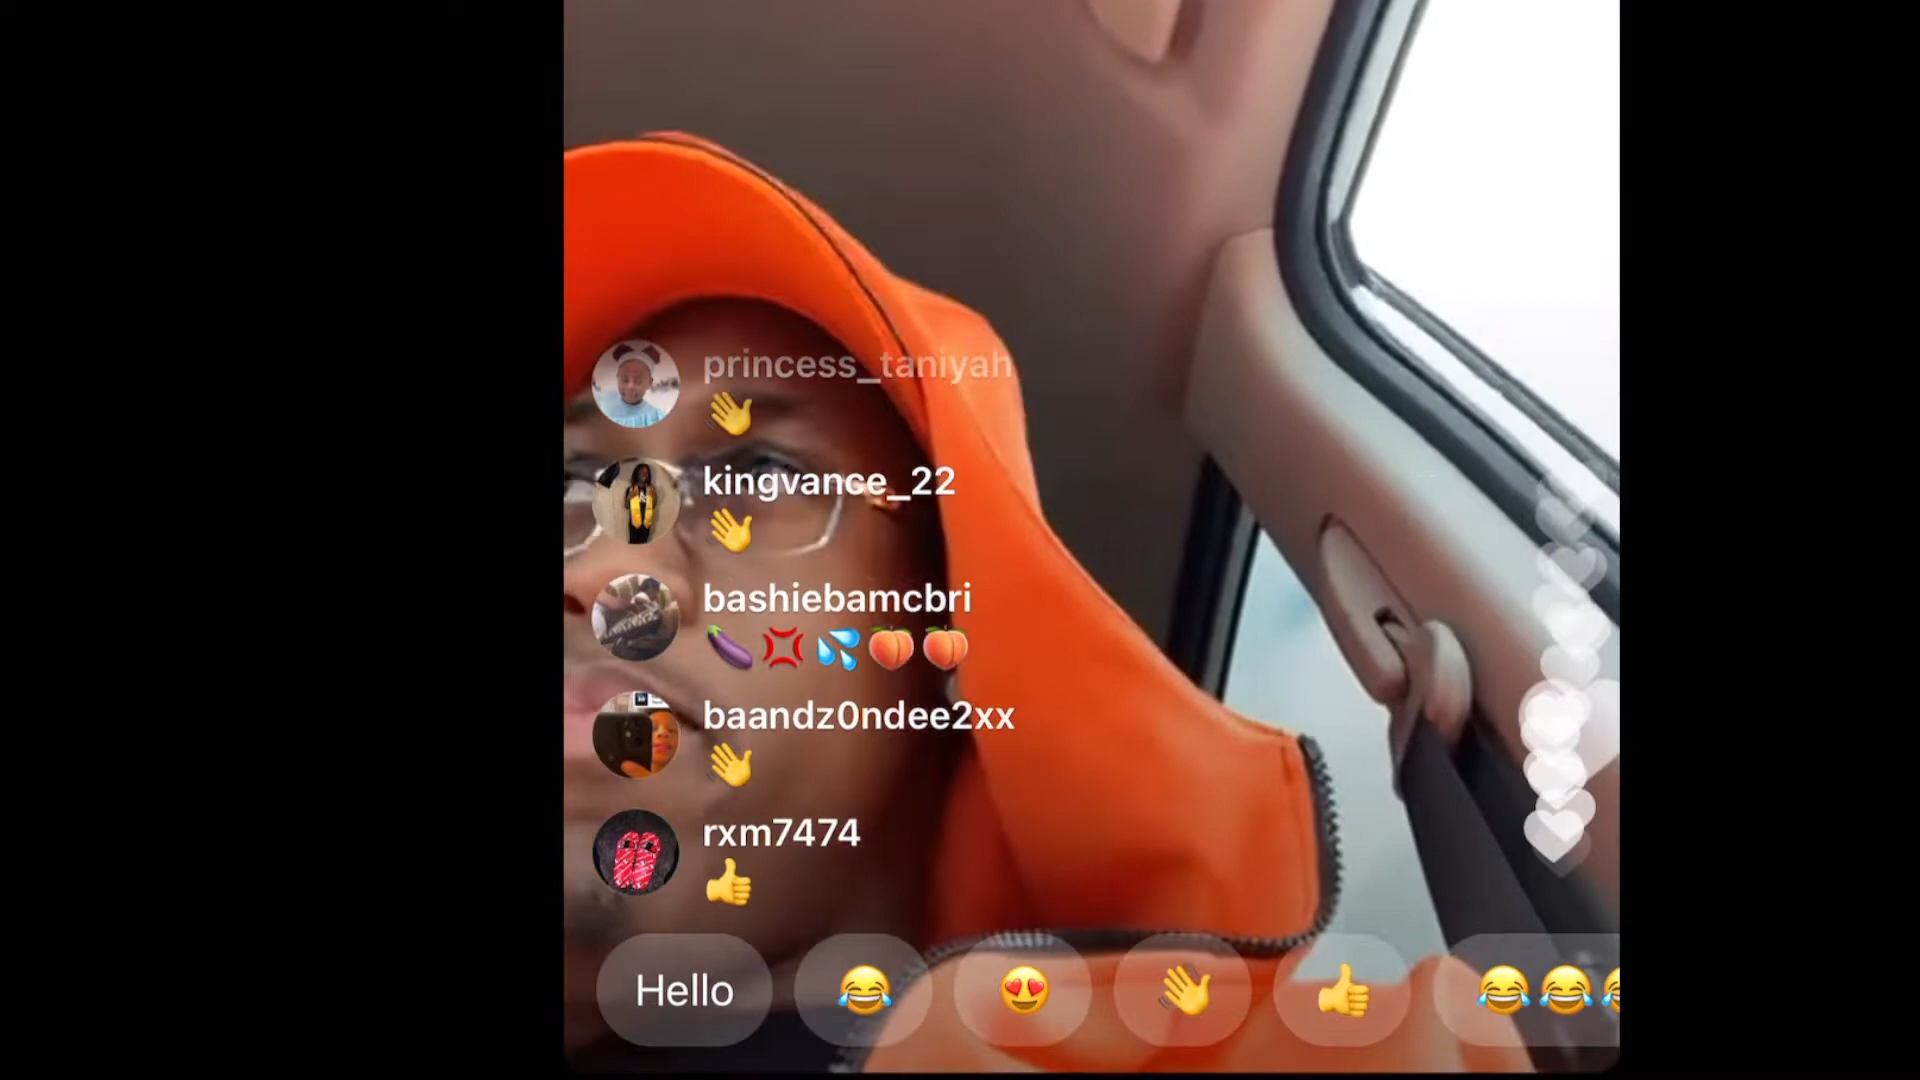 princess_taniyah
👋
kingvance_22
👋
bashiebamcbri
🍆💢💦🍑🍑
baandz0ndee2xx
👋
rxm7474
👍
Hello 😂 😍 👋 👍 😂😂😂